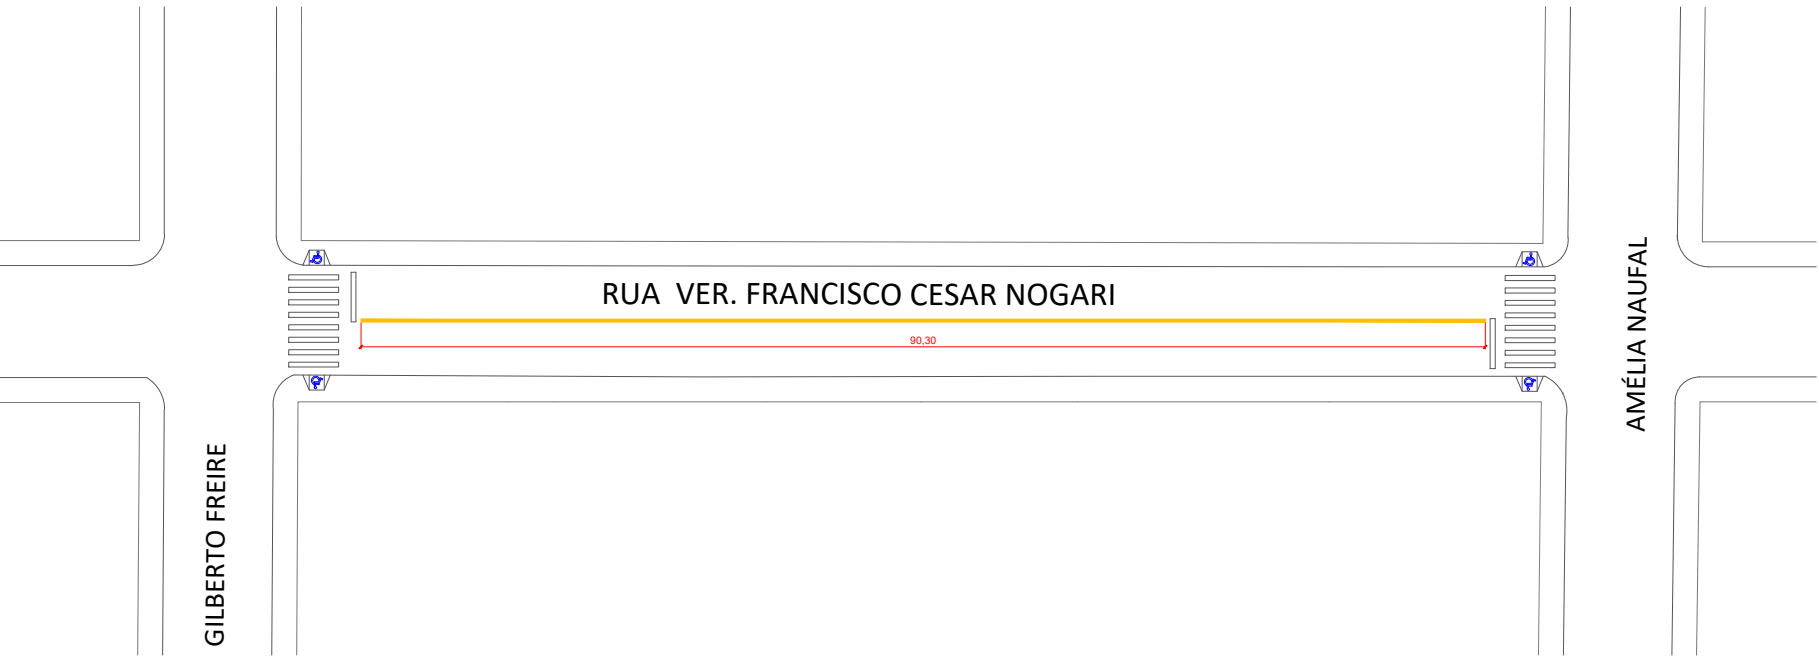 RUA  VER. FRANCISCO CESAR NOGARI
90,30
GILBERTO FREIRE
AMÉLIA NAUFAL